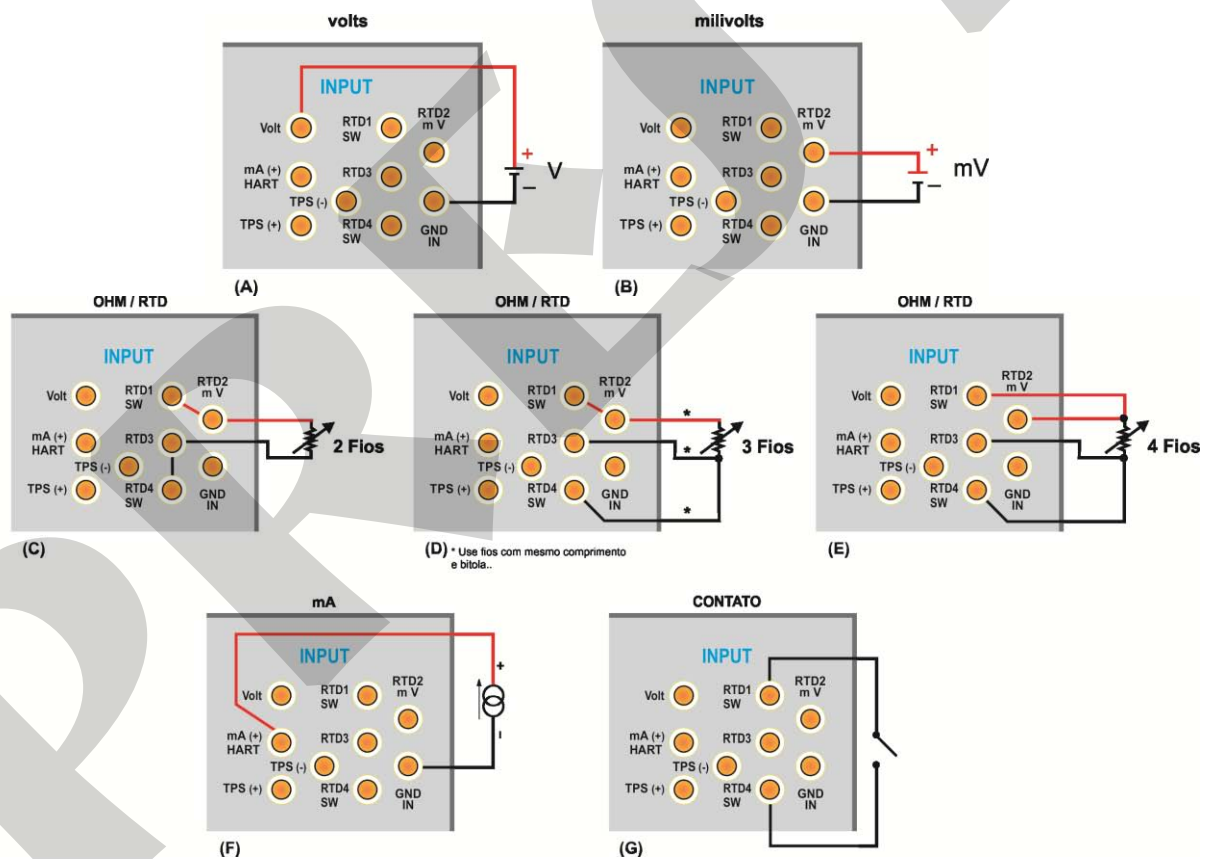 volts
INPUT
Volt
RTD1
SW
RTD2
m V
mA (+)
HART
RTD3
TPS (-)
TPS (+)
RTD4
SW
GND
IN
+
−
V
(A)
milivolts
INPUT
Volt
RTD1
SW
RTD2
m V
mA (+)
HART
RTD3
TPS (-)
TPS (+)
RTD4
SW
GND
IN
+
−
mV
(B)
OHM / RTD
INPUT
Volt
RTD1
SW
RTD2
m V
mA (+)
HART
RTD3
TPS (-)
TPS (+)
RTD4
SW
GND
IN
2 Fios
(C)
OHM / RTD
INPUT
Volt
RTD1
SW
RTD2
m V
mA (+)
HART
RTD3
TPS (-)
TPS (+)
RTD4
SW
GND
IN
*
*
*
3 Fios
(D) * Use fios com mesmo comprimento
e bitola..
OHM / RTD
INPUT
Volt
RTD1
SW
RTD2
m V
mA (+)
HART
RTD3
TPS (-)
TPS (+)
RTD4
SW
GND
IN
4 Fios
(E)
mA
INPUT
Volt
RTD1
SW
RTD2
m V
mA (+)
HART
RTD3
TPS (-)
TPS (+)
RTD4
SW
GND
IN
+
−
(F)
CONTATO
INPUT
Volt
RTD1
SW
RTD2
m V
mA (+)
HART
RTD3
TPS (-)
TPS (+)
RTD4
SW
GND
IN
(G)